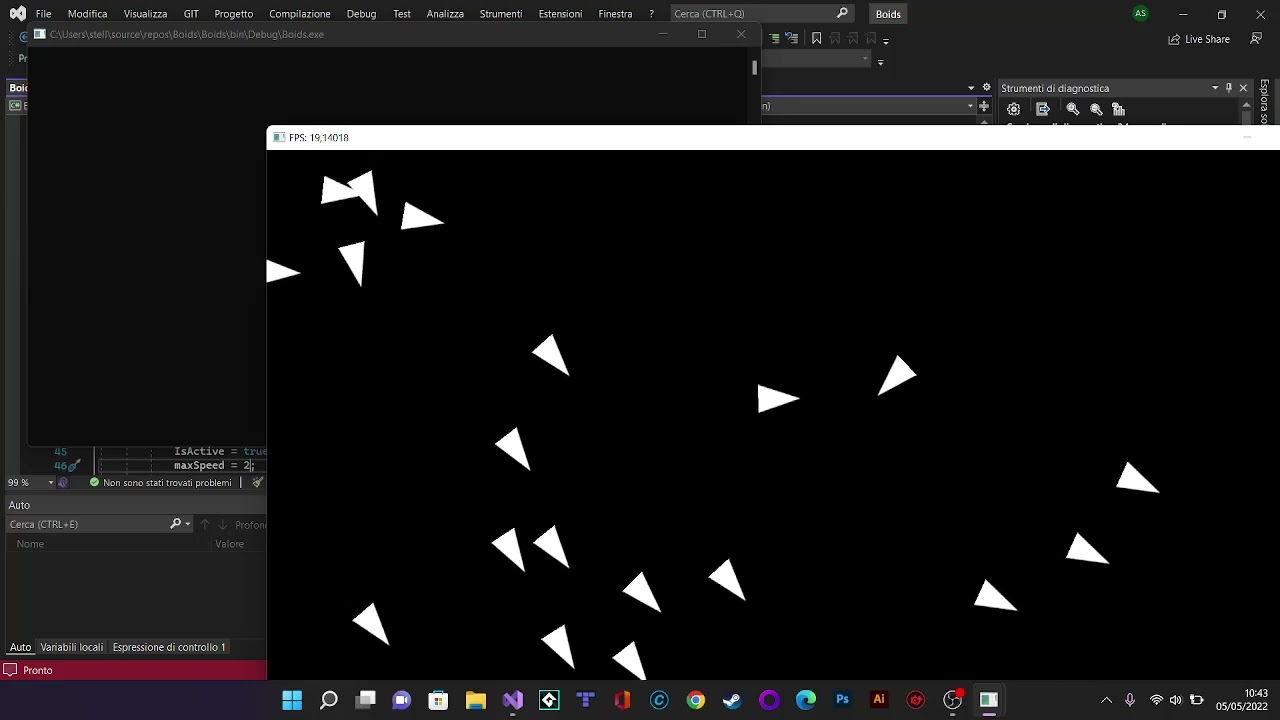 File Modifica Visualizza GIT Progetto Compilazione Debug Test Analizza Strumenti Estensioni Finestra ? Cerca (CTRL+Q) Boids AS
C:\Users\stell\source\repos\Boids\Boids\bin\Debug\Boids.exe
Live Share
Strumenti di diagnostica
FPS: 19,14018
45 IsActive = true
46 maxSpeed = 2;
99 % Non sono stati trovati problemi
Auto
Cerca (CTRL+E)
Nome Valore
Auto Variabili locali Espressione di controllo 1
Pronto
Ps Ai
10:43
05/05/2022